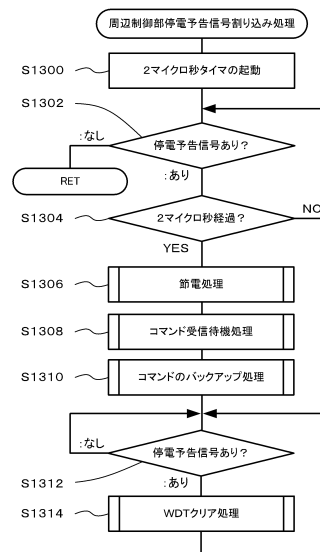 周辺制御部停電予告信号割り込み処理
S1300
2マイクロ秒タイマの起動
S1302
停電予告信号あり?
:なし
RET
:あり
S1304
2マイクロ秒経過?
NO
YES
S1306
節電処理
S1308
コマンド受信待機処理
S1310
コマンドのバックアップ処理
:なし
停電予告信号あり?
S1312
:あり
S1314
WDTクリア処理